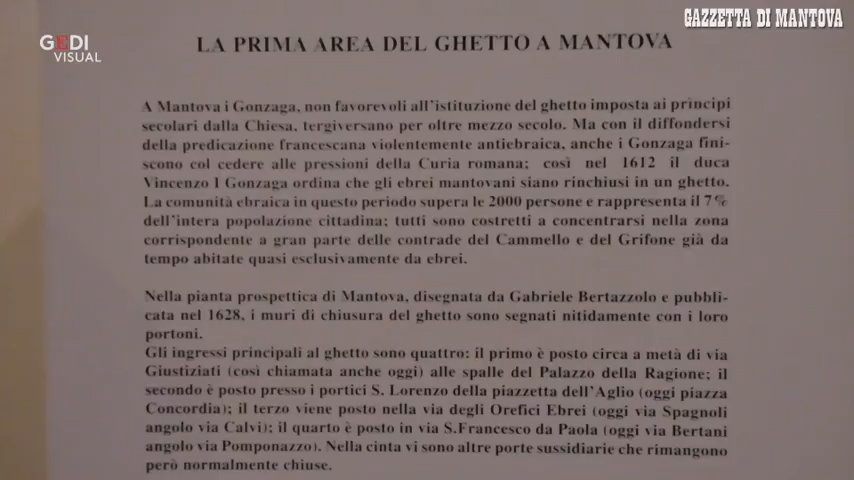 GEDI
VISUAL
GAZZETTA DI MANTOVA
LA PRIMA AREA DEL GHETTO A MANTOVA
A Mantova i Gonzaga, non favorevoli all'istituzione del ghetto imposta ai principi
secolari dalla Chiesa, tergiversano per oltre mezzo secolo. Ma con il diffondersi
della predicazione francescana violentemente antiebraica, anche i Gonzaga fini-
scono col cedere alle pressioni della Curia romana; così nel 1612 il duca
Vincenzo I Gonzaga ordina che gli ebrei mantovani siano rinchiusi in un ghetto.
La comunità ebraica in questo periodo supera le 2000 persone e rappresenta il 7%
dell'intera popolazione cittadina; tutti sono costretti a concentrarsi nella zona
corrispondente a gran parte delle contrade del Cammello e del Grifone già da
tempo abitate quasi esclusivamente da ebrei.
Nella pianta prospettica di Mantova, disegnata da Gabriele Bertazzolo e pubbli-
cata nel 1628, i muri di chiusura del ghetto sono segnati nitidamente con i loro
portoni.
Gli ingressi principali al ghetto sono quattro: il primo è posto circa a metà di via
Giustiziati (così chiamata anche oggi) alle spalle del Palazzo della Ragione; il
secondo è posto presso i portici S. Lorenzo della piazzetta dell'Aglio (oggi piazza
Concordia); il terzo viene posto nella via degli Orefici Ebrei (oggi via Spagnoli
angolo via Calvi); il quarto è posto in via S.Francesco da Paola (oggi via Bertani
angolo via Pomponazzo). Nella cinta vi sono altre porte sussidiarie che rimangono
però normalmente chiuse.